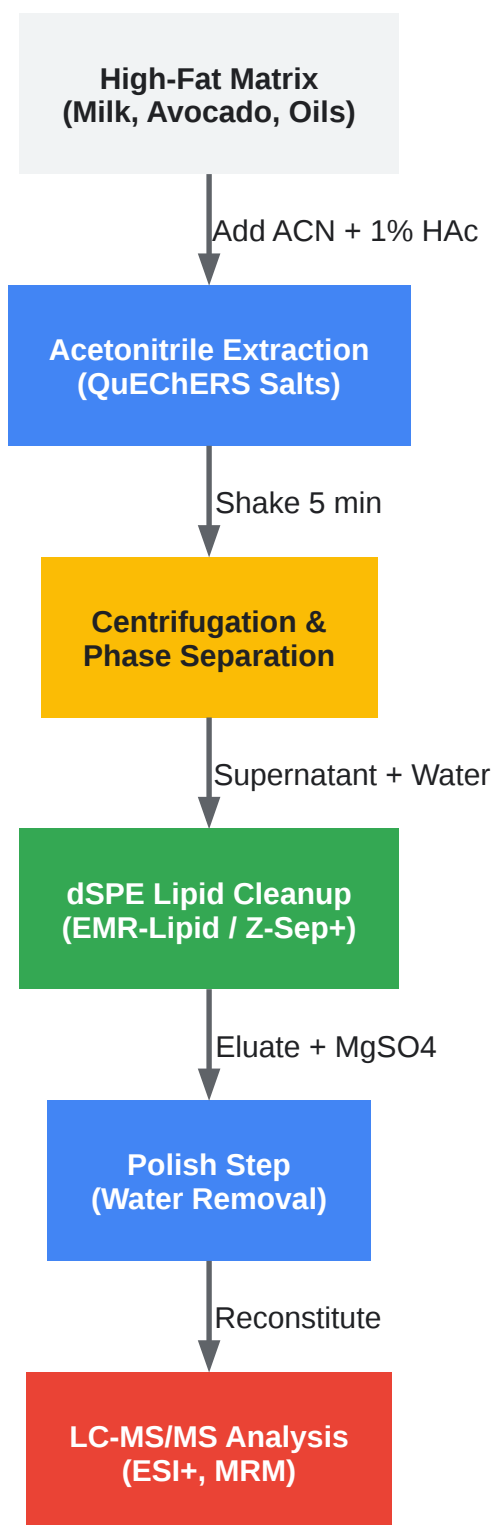 High-Fat Matrix
(Milk, Avocado, Oils)
Add ACN + 1% HAc
Acetonitrile Extraction
(QuEChERS Salts)
Shake 5 min
Centrifugation &
Phase Separation
Supernatant + Water
dSPE Lipid Cleanup
(EMR-Lipid / Z-Sep+)
Eluate + MgSO4
Polish Step
(Water Removal)
Reconstitute
LC-MS/MS Analysis
(ESI+, MRM)